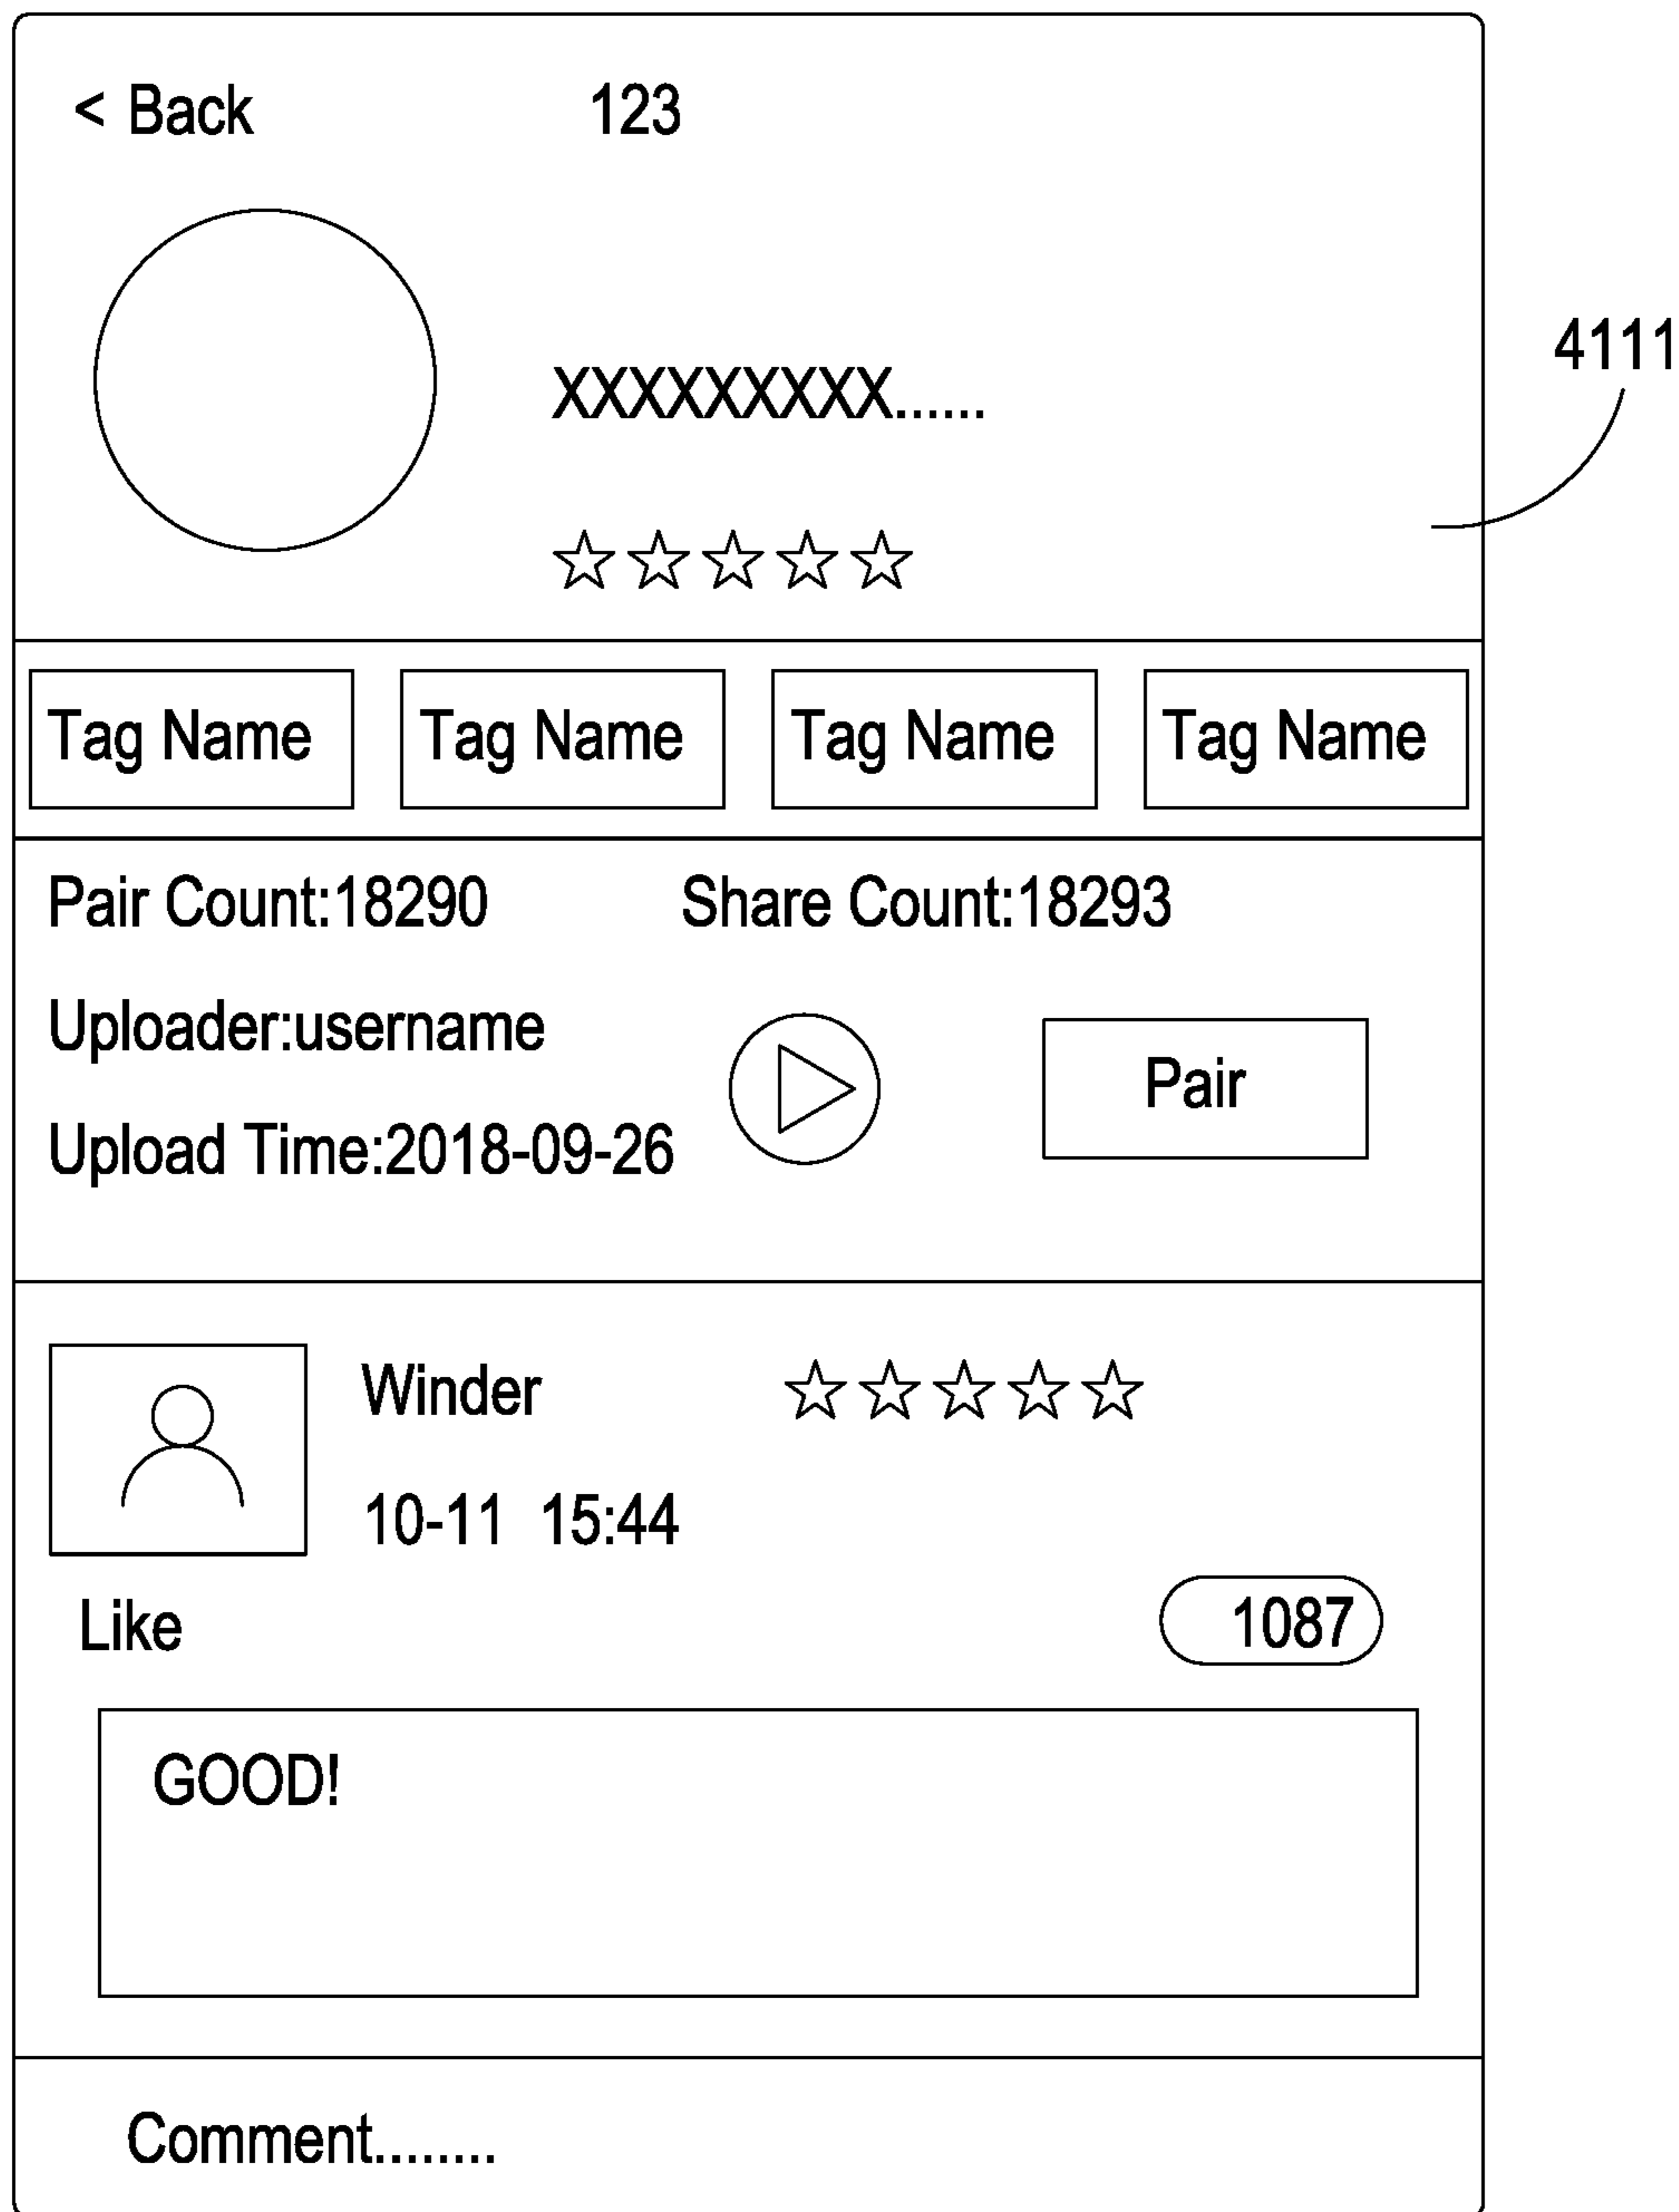 < Back 123
4111
XXXXXXXXX......
☆☆☆☆☆
Tag Name Tag Name Tag Name Tag Name
Pair Count:18290 Share Count:18293
Uploader:username
Pair
Upload Time:2018-09-26
Winder ☆☆☆☆☆
10-11 15:44
Like 1087
GOOD!
Comment........